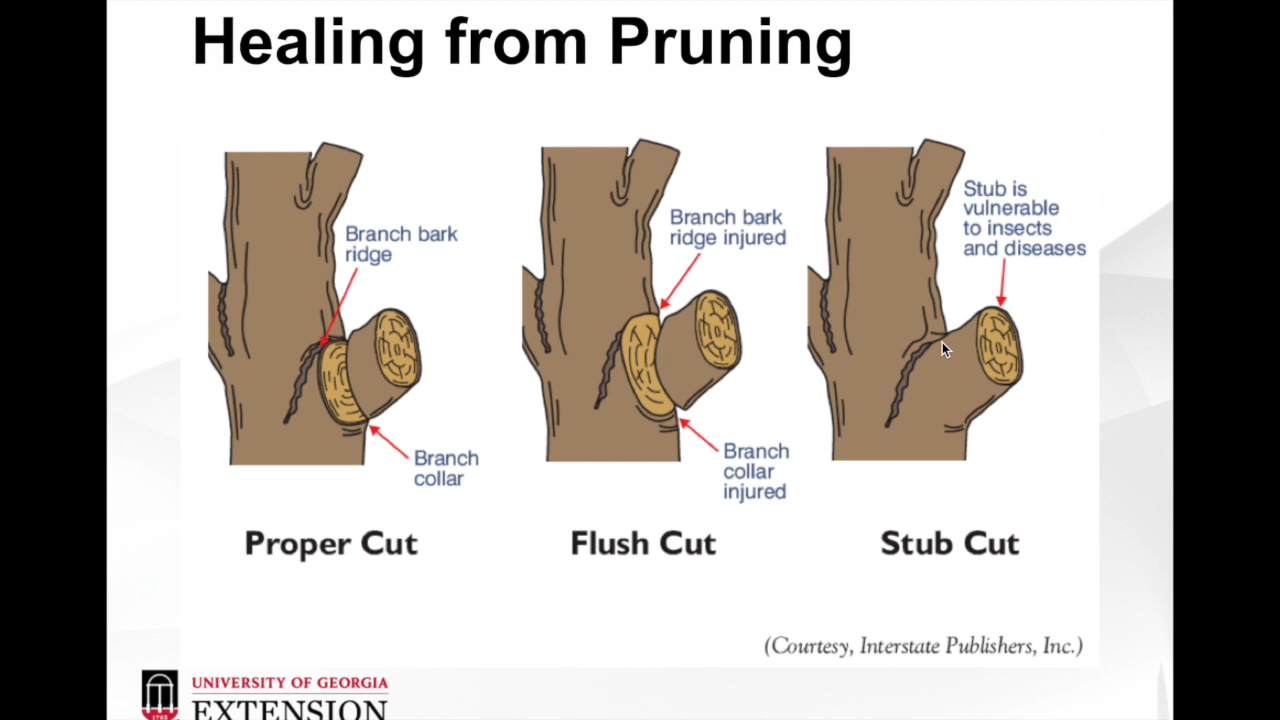 Healing from Pruning
Branch bark
ridge
Branch
collar
Proper Cut
Branch bark
ridge injured
Branch
collar
injured
Flush Cut
Stub is
vulnerable
to insects
and diseases
Stub Cut
(Courtesy, Interstate Publishers, Inc.)
1785
UNIVERSITY OF GEORGIA
EXTENSION